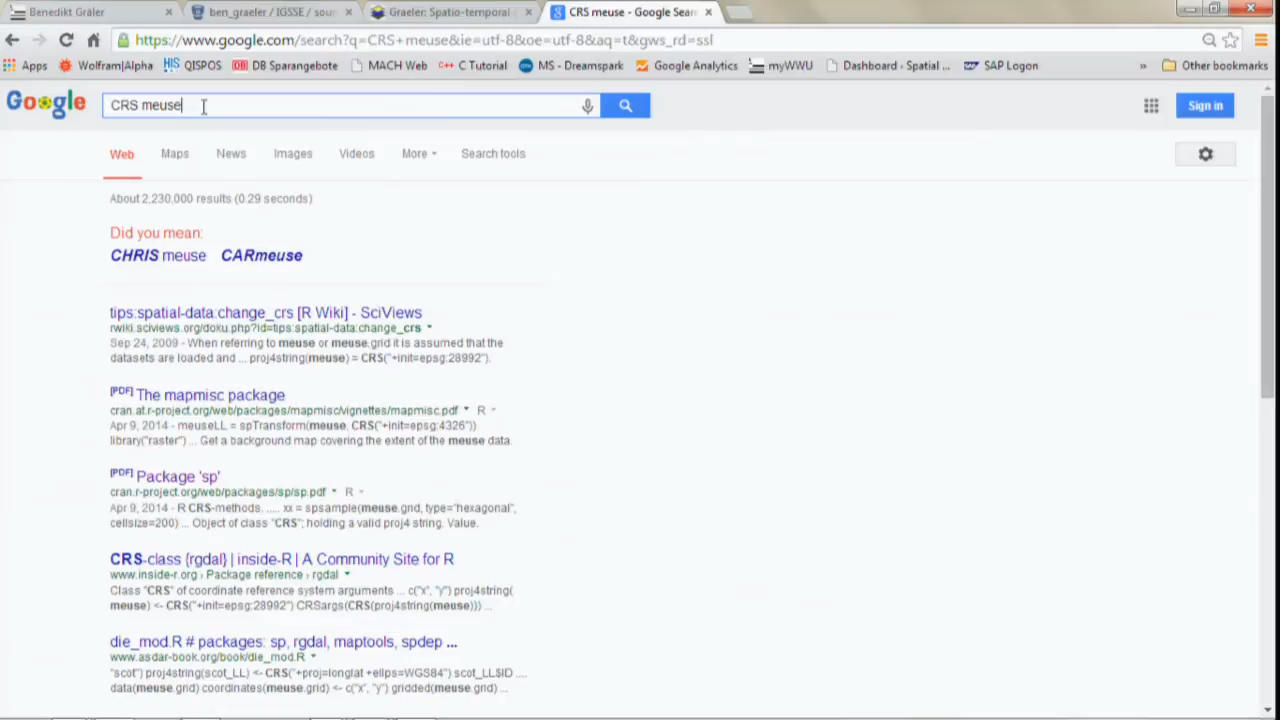 Benedikt Gräler
ben_graeler / IGSSE / sour
Graeler: Spatio-temporal
CRS meuse - Google Sear
https://www.google.com/search?q=CRS+meuse&ie=utf-8&oe=utf-8&aq=t&gws_rd=ssl
Apps Wolfram|Alpha HIS QISPOS DB DB Sparangebote MACH Web C++ C Tutorial MS - Dreamspark Google Analytics myWWU Dashboard ‹ Spatial ... SAP Logon » Other bookmarks
Google CRS meuse Sign in
Web Maps News Images Videos More Search tools
About 2,230,000 results (0.29 seconds)
Did you mean:
CHRIS meuse CARmeuse
tips:spatial-data:change_crs [R Wiki] - SciViews
rwiki.sciviews.org/doku.php?id=tips:spatial-data:change_crs
Sep 24, 2009 - When referring to meuse or meuse.grid it is assumed that the
datasets are loaded and ... proj4string(meuse) = CRS("+init=epsg:28992").
[PDF] The mapmisc package
cran.at.r-project.org/web/packages/mapmisc/vignettes/mapmisc.pdf R
Apr 9, 2014 - meuseLL = spTransform(meuse, CRS("+init=epsg:4326"))
library("raster") ... Get a background map covering the extent of the meuse data.
[PDF] Package 'sp'
cran.r-project.org/web/packages/sp/sp.pdf R
Apr 9, 2014 - R CRS-methods. ..... xx = spsample(meuse.grid, type="hexagonal",
cellsize=200) ... Object of class "CRS"; holding a valid proj4 string. Value.
CRS-class {rgdal} | inside-R | A Community Site for R
www.inside-r.org › Package reference › rgdal
Class "CRS" of coordinate reference system arguments ... c("x", "y") proj4string(
meuse) <- CRS("+init=epsg:28992") CRSargs(CRS(proj4string(meuse))) ...
die_mod.R # packages: sp, rgdal, maptools, spdep ...
www.asdar-book.org/book/die_mod.R
"scot") proj4string(scot_LL) <- CRS("+proj=longlat +ellps=WGS84") scot_LL$ID ....
data(meuse.grid) coordinates(meuse.grid) <- c("x", "y") gridded(meuse.grid) ...